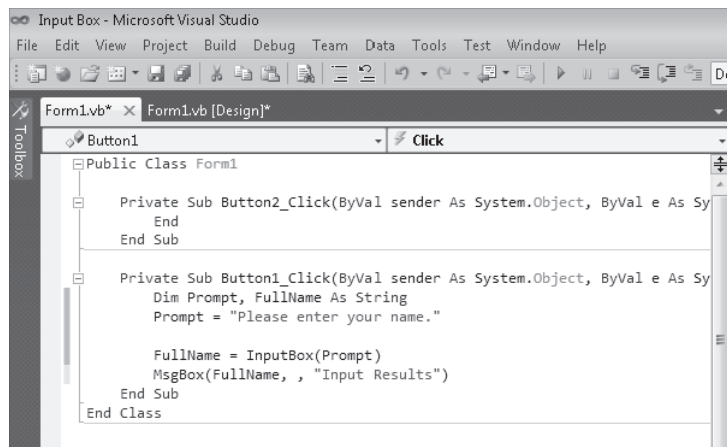 Input Box - Microsoft Visual Studio
File Edit View Project Build Debug Team Data Tools Test Window Help
De
Form1.vb* Form1.vb [Design]*
Toolbox
Button1 Click
Public Class Form1
Private Sub Button2_Click(ByVal sender As System.Object, ByVal e As Sy
End
End Sub
Private Sub Button1_Click(ByVal sender As System.Object, ByVal e As Sy
Dim Prompt, FullName As String
Prompt = "Please enter your name."
FullName = InputBox(Prompt)
MsgBox(FullName, , "Input Results")
End Sub
End Class